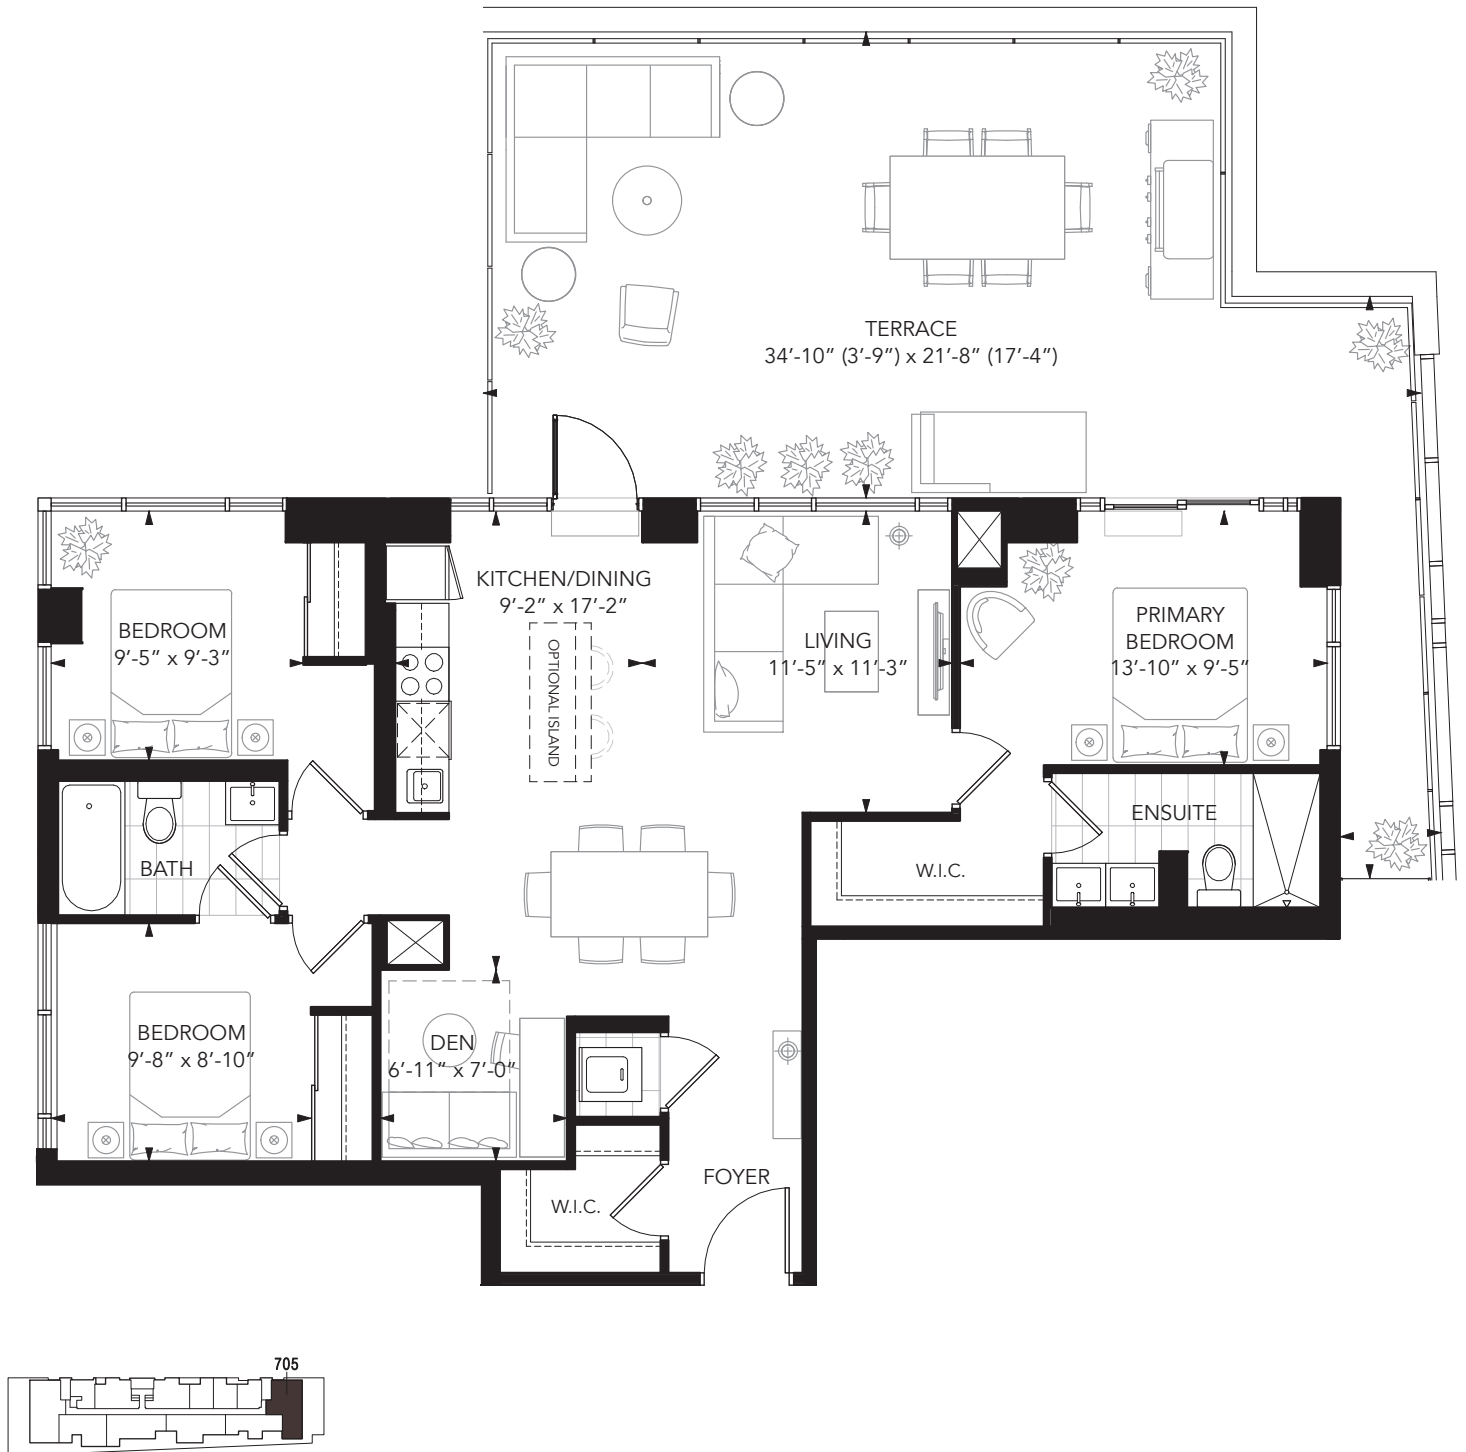 TERRACE
34'-10” (3'-9”) x 21'-8” (17'-4”)
KITCHEN/DINING
9'-2” x 17'-2”
OPTIONAL ISLAND
BEDROOM
9'-5” x 9'-3”
LIVING
11'-5” x 11'-3”
PRIMARY
BEDROOM
13'-10” x 9'-5”
ENSUITE
W.I.C.
BATH
BEDROOM
9'-8” x 8'-10”
DEN
6'-11” x 7'-0”
FOYER
W.I.C.
705